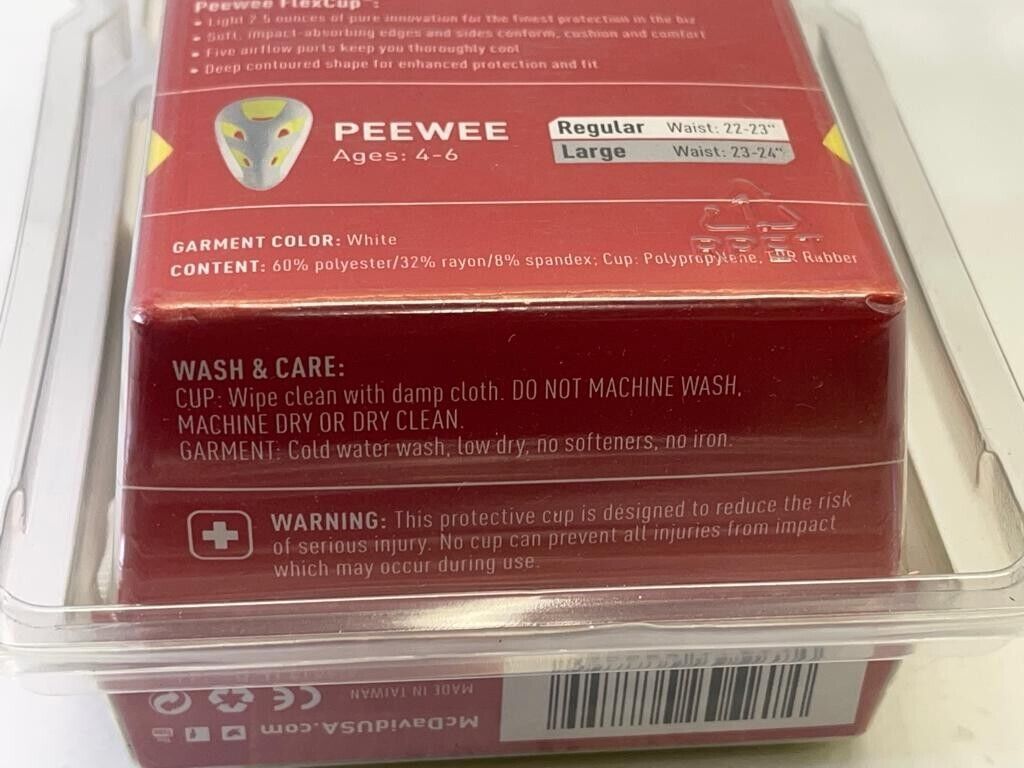 Peewee FlexCup™:
• Light 2.5 ounces of pure innovation for the finest protection in the biz
• Soft, impact-absorbing edges and sides conform, cushion and comfort
• Five airflow ports keep you thoroughly cool
• Deep contoured shape for enhanced protection and fit
PEEWEE
Ages: 4-6
Regular Waist: 22-23"
Large Waist: 23-24"
GARMENT COLOR: White
CONTENT: 60% polyester/32% rayon/8% spandex; Cup: Polypropylene, TPR Rubber
RPET
WASH & CARE:
CUP: Wipe clean with damp cloth. DO NOT MACHINE WASH,
MACHINE DRY OR DRY CLEAN.
GARMENT: Cold water wash, low dry, no softeners, no iron.
WARNING: This protective cup is designed to reduce the risk
of serious injury. No cup can prevent all injuries from impact
which may occur during use.
MADE IN TAIWAN
CE
McDavidUSA.com